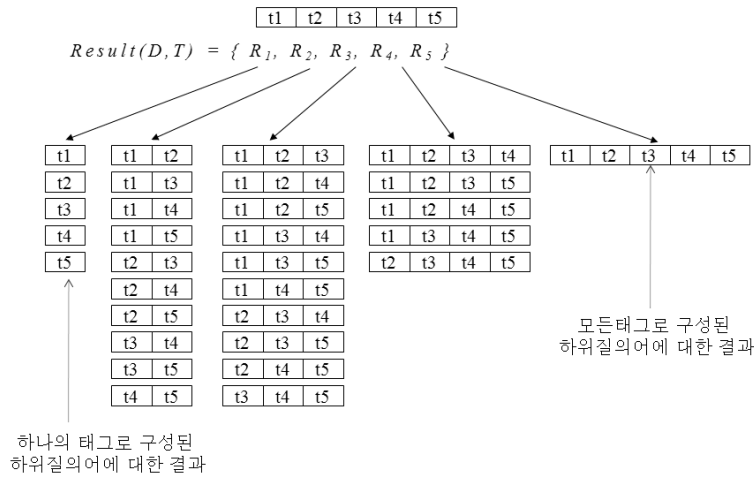 t1 t2 t3 t4 t5
Result(D,T) = { R1, R2, R3, R4, R5 }
t1
t2
t3
t4
t5
t1 t2
t1 t3
t1 t4
t1 t5
t2 t3
t2 t4
t2 t5
t3 t4
t3 t5
t4 t5
t1 t2 t3
t1 t2 t4
t1 t2 t5
t1 t3 t4
t1 t3 t5
t1 t4 t5
t2 t3 t4
t2 t3 t5
t2 t4 t5
t3 t4 t5
t1 t2 t3 t4
t1 t2 t3 t5
t1 t2 t4 t5
t1 t3 t4 t5
t2 t3 t4 t5
t1 t2 t3 t4 t5
모든태그로 구성된
하위질의어에 대한 결과
하나의 태그로 구성된
하위질의어에 대한 결과